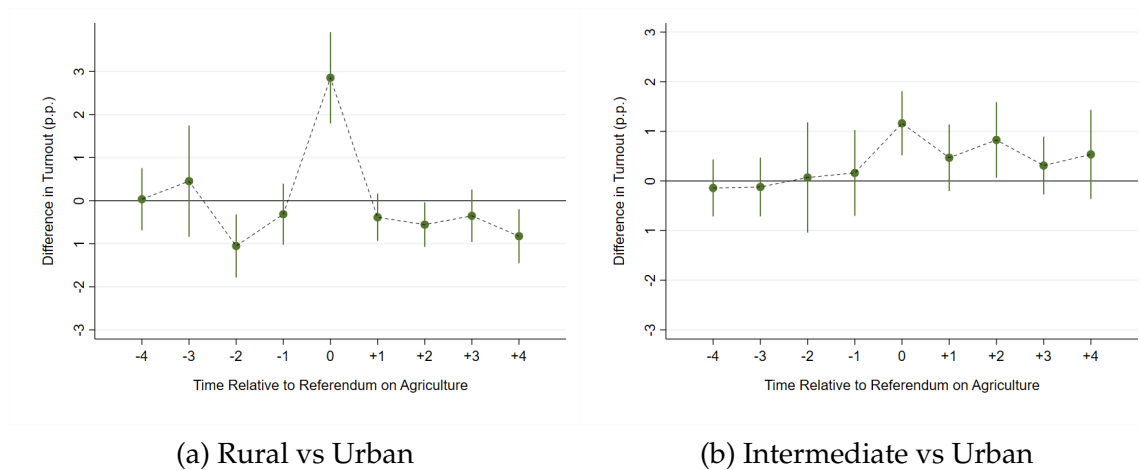 Difference in Turnout (p.p.)
3
2
1
0
1
-2
-3
-4 -3 -2 -1 0 +1 +2 +3 +4
Time Relative to Referendum on Agriculture
(a) Rural vs Urban
Difference in Turnout (p.p.)
3
2
1
0
1
-2
-3
-4 -3 -2 -1 0 +1 +2 +3 +4
Time Relative to Referendum on Agriculture
(b) Intermediate vs Urban